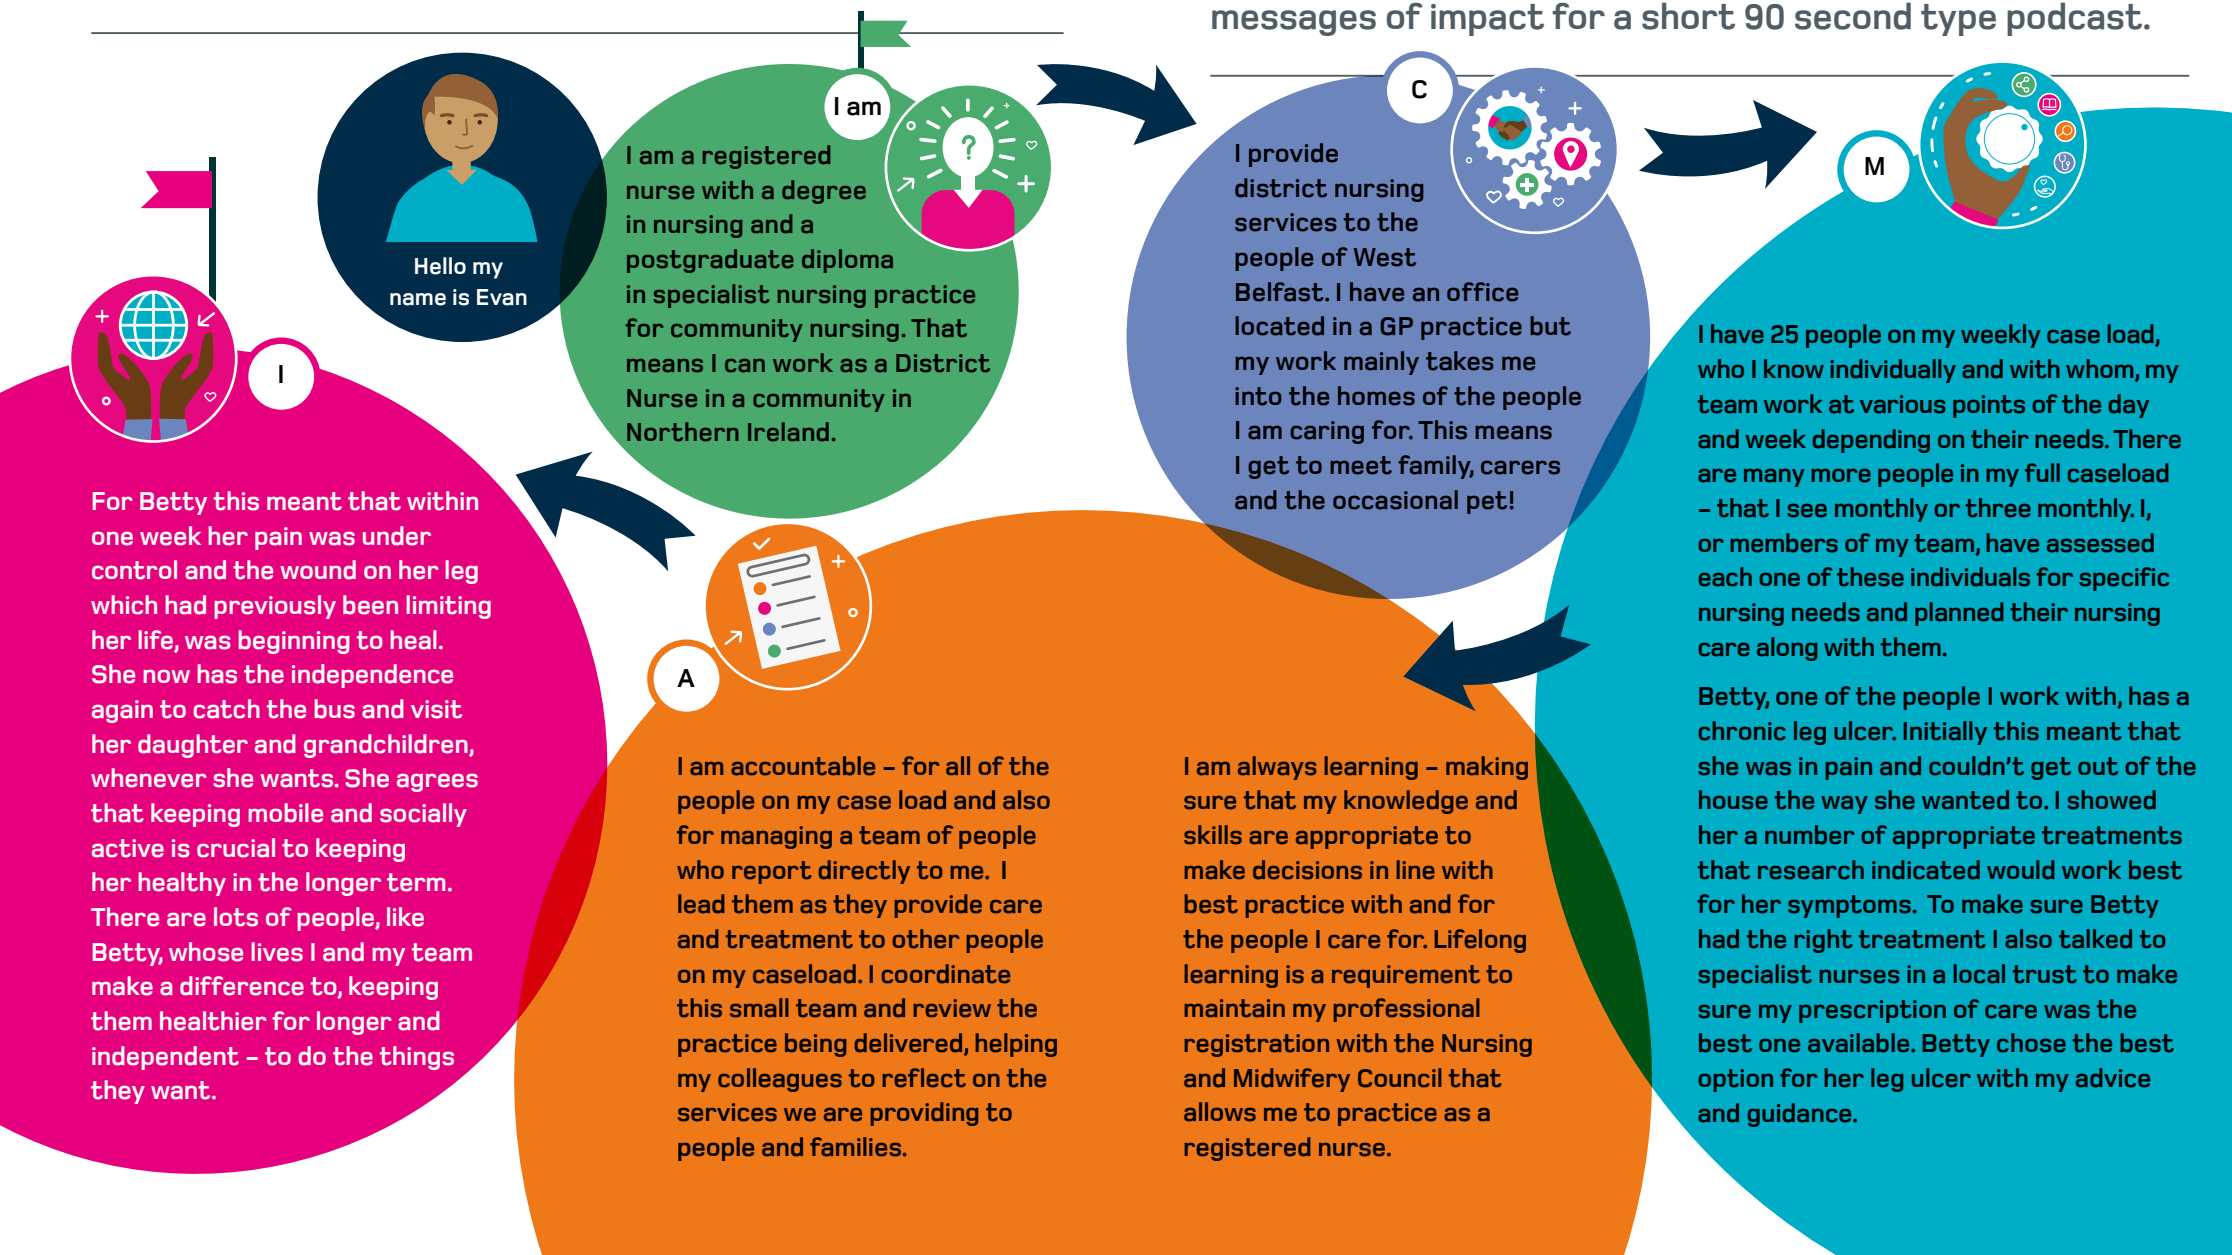 messages of impact for a short 90 second type podcast.
Hello my
name is Evan
I am
I am a registered
nurse with a degree
in nursing and a
postgraduate diploma
in specialist nursing practice
for community nursing. That
means I can work as a District
Nurse in a community in
Northern Ireland.
C
I provide
district nursing
services to the
people of West
Belfast. I have an office
located in a GP practice but
my work mainly takes me
into the homes of the people
I am caring for. This means
I get to meet family, carers
and the occasional pet!
M
I have 25 people on my weekly case load,
who I know individually and with whom, my
team work at various points of the day
and week depending on their needs. There
are many more people in my full caseload
– that I see monthly or three monthly. I,
or members of my team, have assessed
each one of these individuals for specific
nursing needs and planned their nursing
care along with them.
Betty, one of the people I work with, has a
chronic leg ulcer. Initially this meant that
she was in pain and couldn't get out of the
house the way she wanted to. I showed
her a number of appropriate treatments
that research indicated would work best
for her symptoms. To make sure Betty
had the right treatment I also talked to
specialist nurses in a local trust to make
sure my prescription of care was the
best one available. Betty chose the best
option for her leg ulcer with my advice
and guidance.
A
I am accountable – for all of the
people on my case load and also
for managing a team of people
who report directly to me. I
lead them as they provide care
and treatment to other people
on my caseload. I coordinate
this small team and review the
practice being delivered, helping
my colleagues to reflect on the
services we are providing to
people and families.
I am always learning – making
sure that my knowledge and
skills are appropriate to
make decisions in line with
best practice with and for
the people I care for. Lifelong
learning is a requirement to
maintain my professional
registration with the Nursing
and Midwifery Council that
allows me to practice as a
registered nurse.
I
For Betty this meant that within
one week her pain was under
control and the wound on her leg
which had previously been limiting
her life, was beginning to heal.
She now has the independence
again to catch the bus and visit
her daughter and grandchildren,
whenever she wants. She agrees
that keeping mobile and socially
active is crucial to keeping
her healthy in the longer term.
There are lots of people, like
Betty, whose lives I and my team
make a difference to, keeping
them healthier for longer and
independent – to do the things
they want.